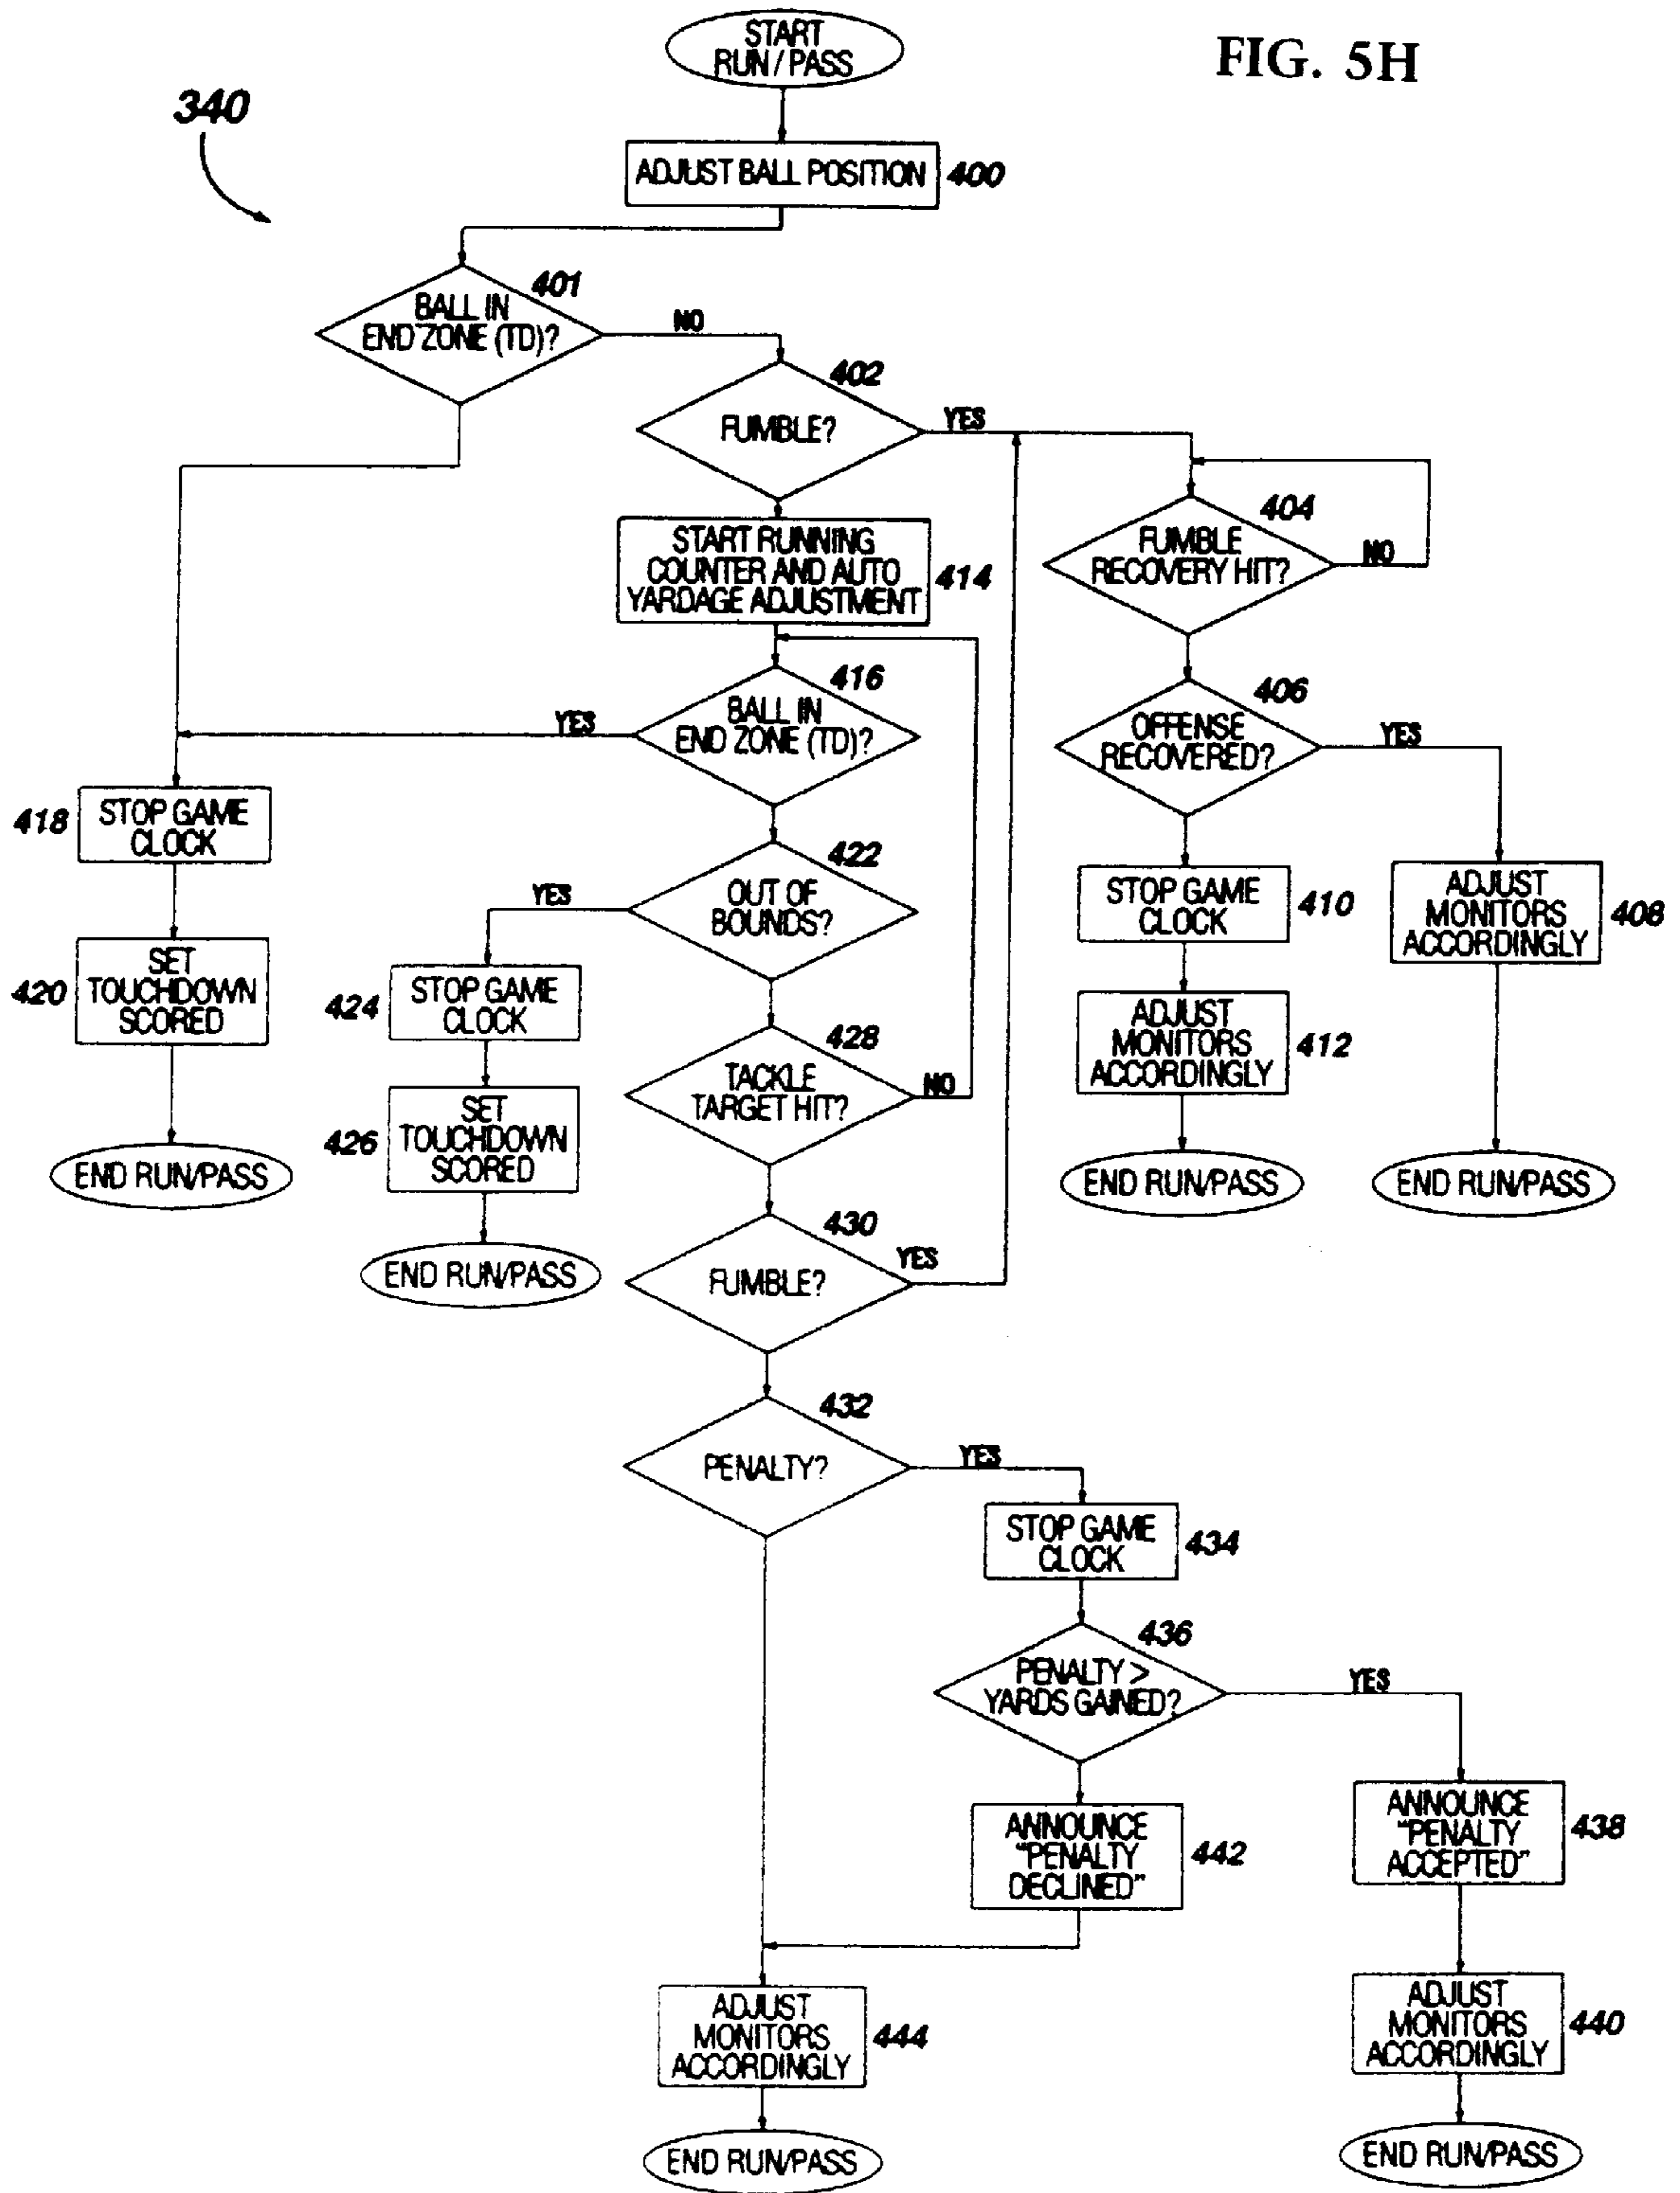 START
RUN/PASS
FIG. 5H
340
ADJUST BALL POSITION
400
401
BALL IN
END ZONE (TD)?
NO
402
FUMBLE?
YES
404
FUMBLE
RECOVERY HIT?
NO
START RUNNING
COUNTER AND AUTO
YARDAGE ADJUSTMENT
414
416
BALL IN
END ZONE (TD)?
YES
406
OFFENSE
RECOVERED?
YES
418
STOP GAME
CLOCK
422
OUT OF
BOUNDS?
YES
STOP GAME
CLOCK
410
ADJUST
MONITORS
ACCORDINGLY
408
420
SET
TOUCHDOWN
SCORED
424
STOP GAME
CLOCK
428
TACKLE
TARGET HIT?
NO
ADJUST
MONITORS
ACCORDINGLY
412
426
SET
TOUCHDOWN
SCORED
END RUN/PASS
END RUN/PASS
END RUN/PASS
END RUN/PASS
430
FUMBLE?
YES
432
PENALTY?
YES
STOP GAME
CLOCK
434
436
PENALTY >
YARDS GAINED?
YES
ANNOUNCE
"PENALTY
DECLINED"
442
ANNOUNCE
"PENALTY
ACCEPTED"
438
ADJUST
MONITORS
ACCORDINGLY
444
ADJUST
MONITORS
ACCORDINGLY
440
END RUN/PASS
END RUN/PASS